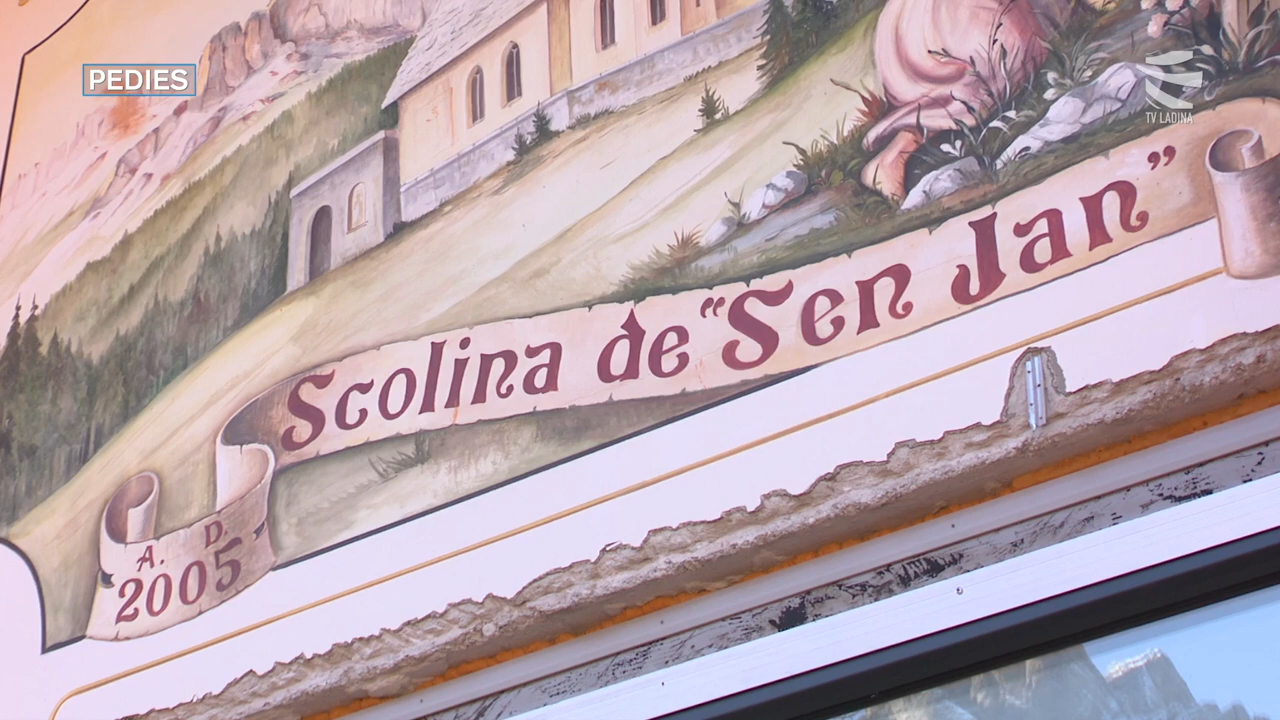 PEDIES
TV LADINA
Scolina de "Sen Jan"
A. D.
2005